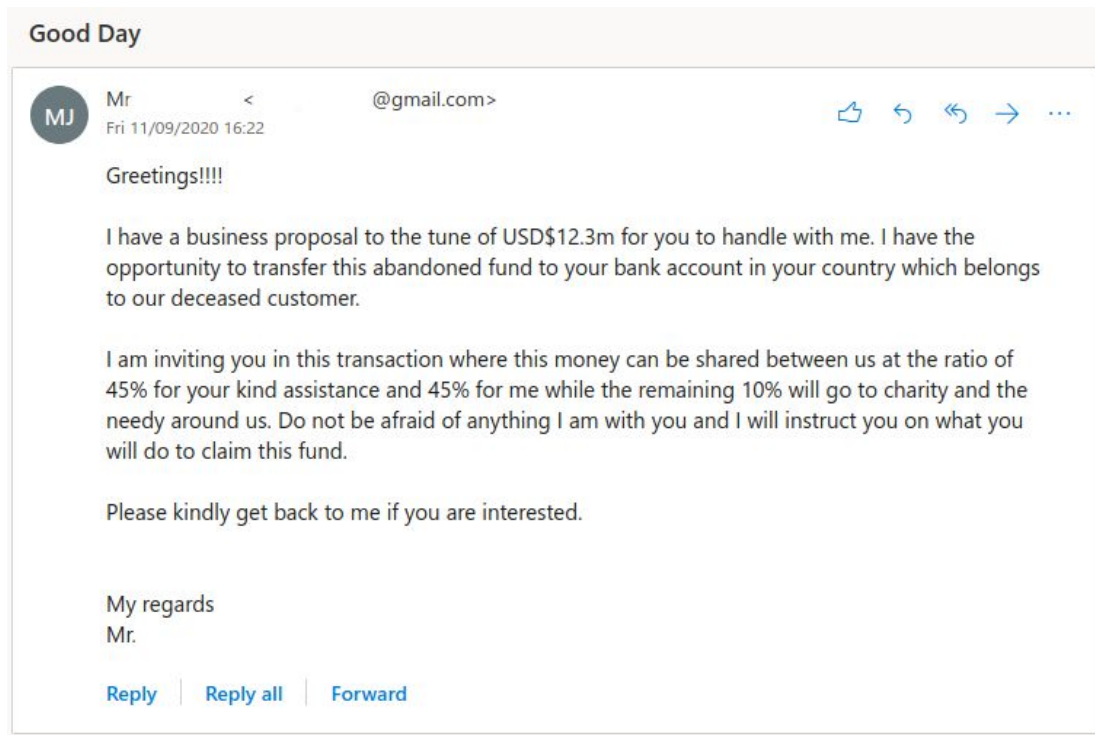 Good Day
MJ
Mr < @gmail.com>
Fri 11/09/2020 16:22
Greetings!!!!
I have a business proposal to the tune of USD$12.3m for you to handle with me. I have the
opportunity to transfer this abandoned fund to your bank account in your country which belongs
to our deceased customer.
I am inviting you in this transaction where this money can be shared between us at the ratio of
45% for your kind assistance and 45% for me while the remaining 10% will go to charity and the
needy around us. Do not be afraid of anything I am with you and I will instruct you on what you
will do to claim this fund.
Please kindly get back to me if you are interested.
My regards
Mr.
Reply Reply all Forward